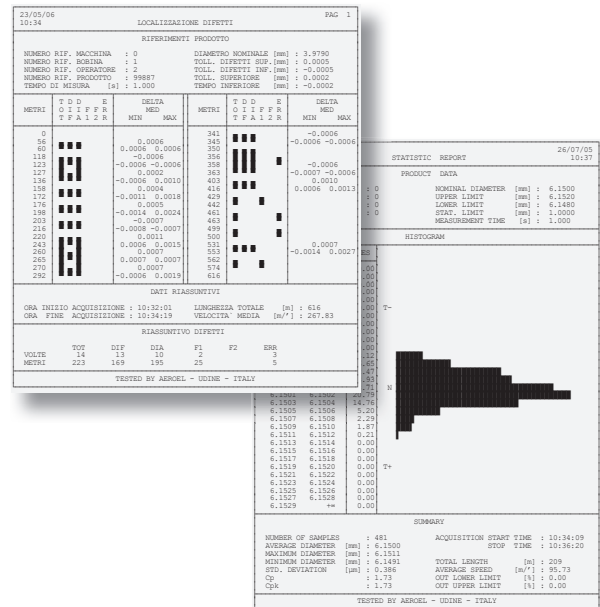 23/05/06 PAG 1
10:34 LOCALIZZAZIONE DIFETTI
RIFERIMENTI PRODOTTO
NUMERO RIF. MACCHINA : 0 DIAMETRO NOMINALE [mm] : 3.9790
NUMERO RIF. BOBINA : 1 TOLL. DIFETTI SUP.[mm] : 0.0005
NUMERO RIF. OPERATORE : 2 TOLL. DIFETTI INF.[mm] : -0.0005
NUMERO RIF. PRODOTTO : 99887 TOLL. SUPERIORE [mm] : 0.0002
TEMPO DI MISURA [s] : 1.000 TEMPO INFERIORE [mm] : -0.0002
T D D E DELTA T D D E DELTA
METRI O I I F F R MED METRI O I I F F R MED
T F A 1 2 R MIN MAX T F A 1 2 R MIN MAX
0 341 -0.0006
56 0.0006 345 -0.0006 -0.0006
60 0.0006 0.0006 350
118 -0.0006 356
123 -0.0006 -0.0006 358 -0.0006
127 0.0002 363 -0.0007 -0.0006
136 -0.0006 0.0010 403 0.0010
158 0.0004 416 0.0006 0.0013
172 -0.0011 0.0018 429
176 0.0005 442
198 -0.0014 0.0024 461
203 -0.0007
216 -0.0008 -0.0007 499
220 0.0011 500
243 0.0006 0.0015 531 0.0007
260 0.0007 553 -0.0014 0.0027
265 0.0007 0.0007 562
270 0.0007 574
292 -0.0006 0.0019 616
DATI RIASSUNTIVI
ORA INIZIO ACQUISIZIONE : 10:32:01 LUNGHEZZA TOTALE [m] : 616
ORA FINE ACQUISIZIONE : 10:34:19 VELOCITA' MEDIA [m/'] : 267.83
RIASSUNTIVO DIFETTI
TOT DIF DIA F1 F2 ERR
VOLTE 14 13 10 2 3
METRI 223 169 195 25 5
TESTED BY AEROEL - UDINE - ITALY
26/07/05
STATISTIC REPORT 10:37
PRODUCT DATA
: 0 NOMINAL DIAMETER [mm] : 6.1500
: 0 UPPER LIMIT [mm] : 6.1520
: 0 LOWER LIMIT [mm] : 6.1480
STAT. LIMIT : 1.0000
MEASUREMENT TIME [s] : 1.000
HISTOGRAM
ES
.00
.00
.00
.00
.00 T-
.00
.00
.00
.00
.12
.65
.47
.93
.71 N
6.1501 6.1502 20.79
6.1503 6.1504 14.76
6.1505 6.1506 5.20
6.1507 6.1508 2.29
6.1509 6.1510 1.87
6.1511 6.1512 0.21
6.1513 6.1514 0.00
6.1515 6.1516 0.00
6.1517 6.1518 0.00
6.1519 6.1520 0.00 T+
6.1521 6.1522 0.00
6.1523 6.1524 0.00
6.1525 6.1526 0.00
6.1527 6.1528 0.00
6.1529 +∞ 0.00
SUMMARY
NUMBER OF SAMPLES : 481 ACQUISITION START TIME : 10:34:09
AVERAGE DIAMETER [mm] : 6.1500 STOP TIME : 10:36:20
MAXIMUM DIAMETER [mm] : 6.1511
MINIMUM DIAMETER [mm] : 6.1491 TOTAL LENGTH [m] : 209
STD. DEVIATION [µm] : 0.386 AVERAGE SPEED [m/'] : 95.73
Cp : 1.73 OUT LOWER LIMIT [%] : 0.00
Cpk : 1.73 OUT UPPER LIMIT [%] : 0.00
TESTED BY AEROEL - UDINE - ITALY